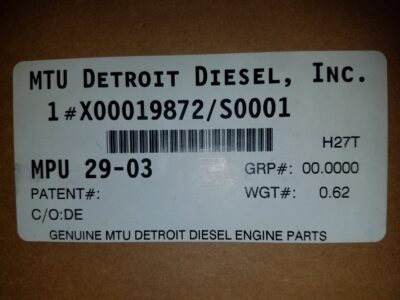 MTU DETROIT DIESEL, INC.
1#X00019872/S0001
H27T
MPU 29-03 GRP#: 00.0000
PATENT#: WGT#: 0.62
C/O:DE
GENUINE MTU DETROIT DIESEL ENGINE PARTS